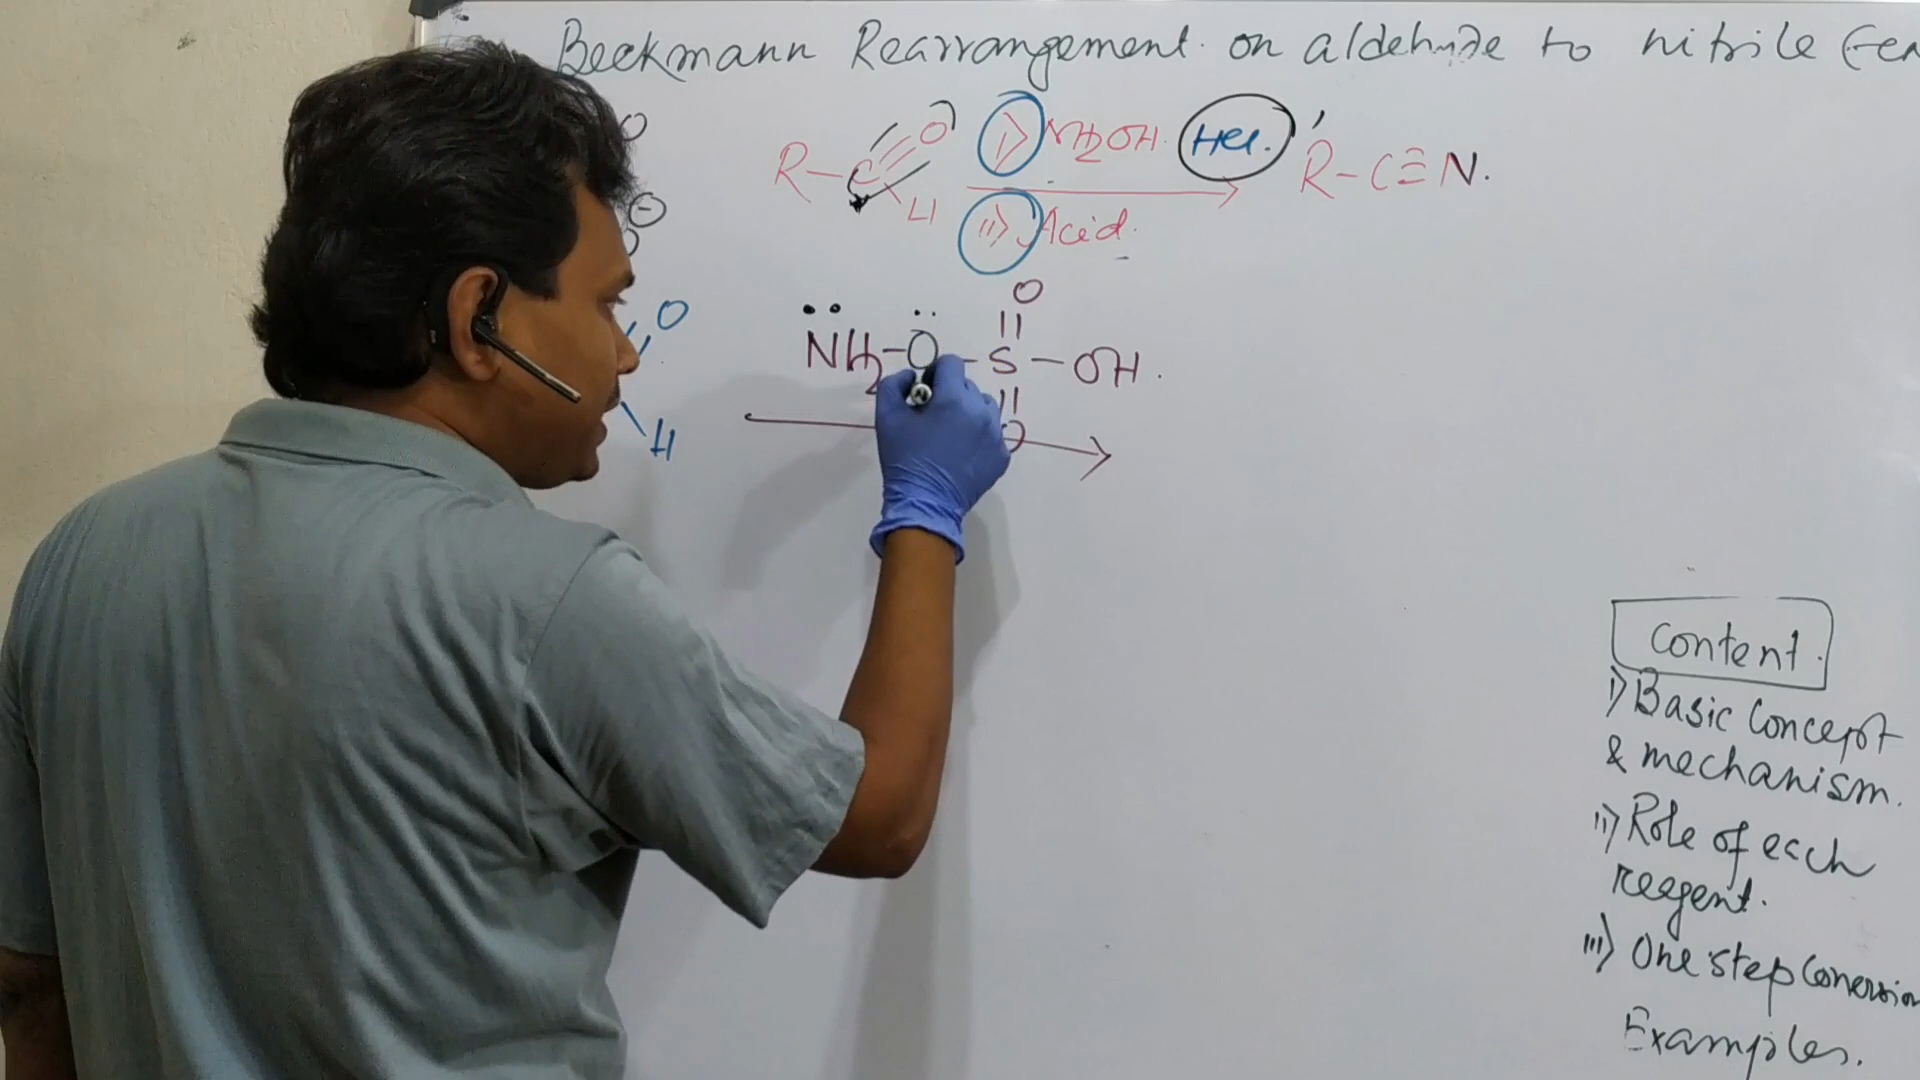 Beckmann Rearrangement on aldehyde to nitrile
O
R-C=O
H
i) NH2OH. HCl.
ii) Acid.
R-C≡N.
O
NH2-O-S-OH.
O
O
H
Content.
i) Basic Concept
& mechanism.
ii) Role of each
reagent.
iii) One step Conersion
Examples.